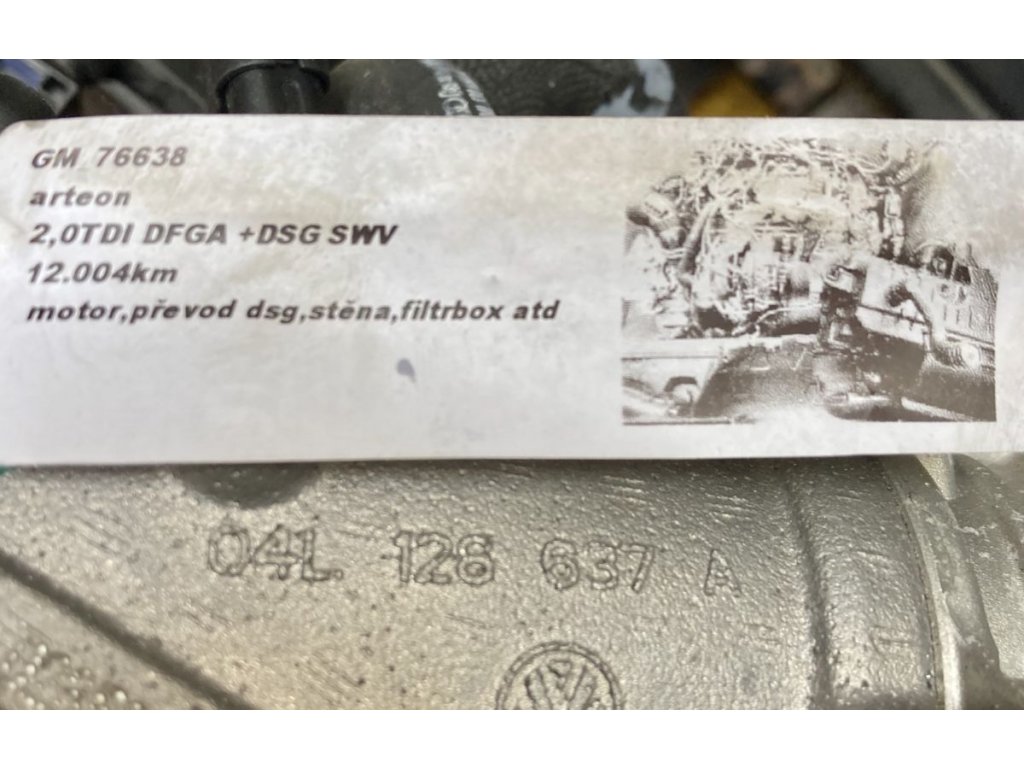 GM 76638
arteon
2,0TDI DFGA +DSG SWV
12.004km
motor,převod dsg,stěna,filtrbox atd
04L 128 637 A